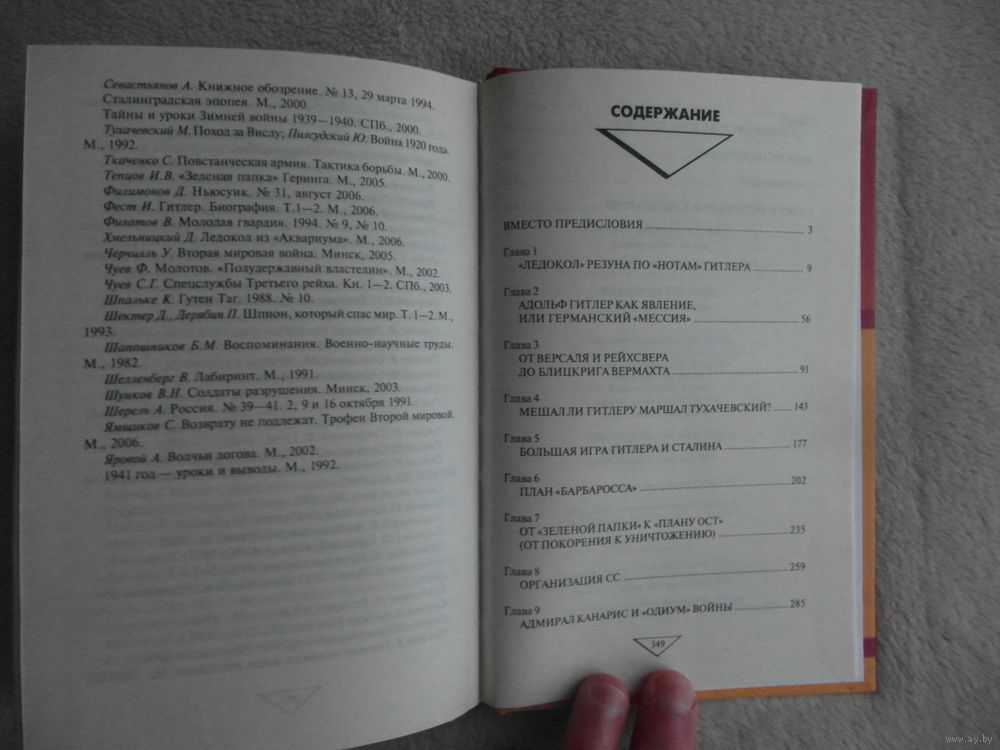 Севастьянов А. Книжное обозрение. № 13, 29 марта 1994.
Сталинградская эпопея. М., 2000.
Тайны и уроки Зимней войны 1939—1940. СПб., 2000.
Тухачевский М. Поход за Вислу; Пилсудский Ю. Война 1920 года.
М., 1992.
Ткаченко С. Повстанческая армия. Тактика борьбы. М., 2000.
Тепцов И.В. «Зеленая папка» Геринга. М., 2005.
Филимонов Д. Ньюсуик. № 31, август 2006.
Фест И. Гитлер. Биография. Т.1—2. М., 2006.
Филатов В. Молодая гвардия. 1994. № 9, № 10.
Хмельницкий Д. Ледокол из «Аквариума». М., 2006.
Черчилль У. Вторая мировая война. Минск, 2005.
Чуев Ф. Молотов. «Полудержавный властелин». М., 2002.
Чуев С.Г. Спецслужбы Третьего рейха. Кн. 1—2. СПб., 2003.
Шпальке К. Гутен Таг. 1988. № 10.
Шектер Д., Дерябин П. Шпион, который спас мир. Т. 1—2. М.,
1993.
Шапошников Б.М. Воспоминания. Военно-научные труды.
М., 1982.
Шелленберг В. Лабиринт. М., 1991.
Шунков В.Н. Солдаты разрушения. Минск, 2003.
Шерель А. Россия. № 39—41. 2, 9 и 16 октября 1991.
Ямщиков С. Возврату не подлежат. Трофеи Второй мировой.
М., 2006.
Яровой А. Волчьи логова. М., 2002.
1941 год — уроки и выводы. М., 1992.
СОДЕРЖАНИЕ
ВМЕСТО ПРЕДИСЛОВИЯ 3
Глава 1
«ЛЕДОКОЛ» РЕЗУНА ПО «НОТАМ» ГИТЛЕРА 9
Глава 2
АДОЛЬФ ГИТЛЕР КАК ЯВЛЕНИЕ,
ИЛИ ГЕРМАНСКИЙ «МЕССИЯ» 56
Глава 3
ОТ ВЕРСАЛЯ И РЕЙХСВЕРА
ДО БЛИЦКРИГА ВЕРМАХТА 91
Глава 4
МЕШАЛ ЛИ ГИТЛЕРУ МАРШАЛ ТУХАЧЕВСКИЙ? 143
Глава 5
БОЛЬШАЯ ИГРА ГИТЛЕРА И СТАЛИНА 177
Глава 6
ПЛАН «БАРБАРОССА» 202
Глава 7
ОТ «ЗЕЛЕНОЙ ПАПКИ» К «ПЛАНУ ОСТ»
(ОТ ПОКОРЕНИЯ К УНИЧТОЖЕНИЮ) 235
Глава 8
ОРГАНИЗАЦИЯ СС 259
Глава 9
АДМИРАЛ КАНАРИС И «ОДИУМ» ВОЙНЫ 285
349
www.ay.by